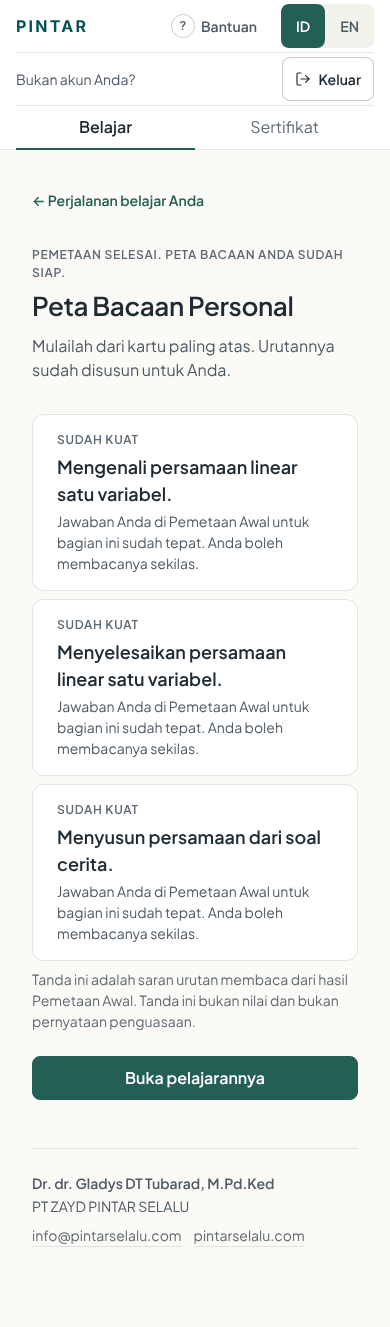 PINTAR
? Bantuan
ID
EN
Bukan akun Anda?
Keluar
Belajar
Sertifikat
← Perjalanan belajar Anda
PEMETAAN SELESAI. PETA BACAAN ANDA SUDAH
SIAP.
Peta Bacaan Personal
Mulailah dari kartu paling atas. Urutannya
sudah disusun untuk Anda.
SUDAH KUAT
Mengenali persamaan linear
satu variabel.
Jawaban Anda di Pemetaan Awal untuk
bagian ini sudah tepat. Anda boleh
membacanya sekilas.
SUDAH KUAT
Menyelesaikan persamaan
linear satu variabel.
Jawaban Anda di Pemetaan Awal untuk
bagian ini sudah tepat. Anda boleh
membacanya sekilas.
SUDAH KUAT
Menyusun persamaan dari soal
cerita.
Jawaban Anda di Pemetaan Awal untuk
bagian ini sudah tepat. Anda boleh
membacanya sekilas.
Tanda ini adalah saran urutan membaca dari hasil
Pemetaan Awal. Tanda ini bukan nilai dan bukan
pernyataan penguasaan.
Buka pelajarannya
Dr. dr. Gladys DT Tubarad, M.Pd.Ked
PT ZAYD PINTAR SELALU
info@pintarselalu.com pintarselalu.com